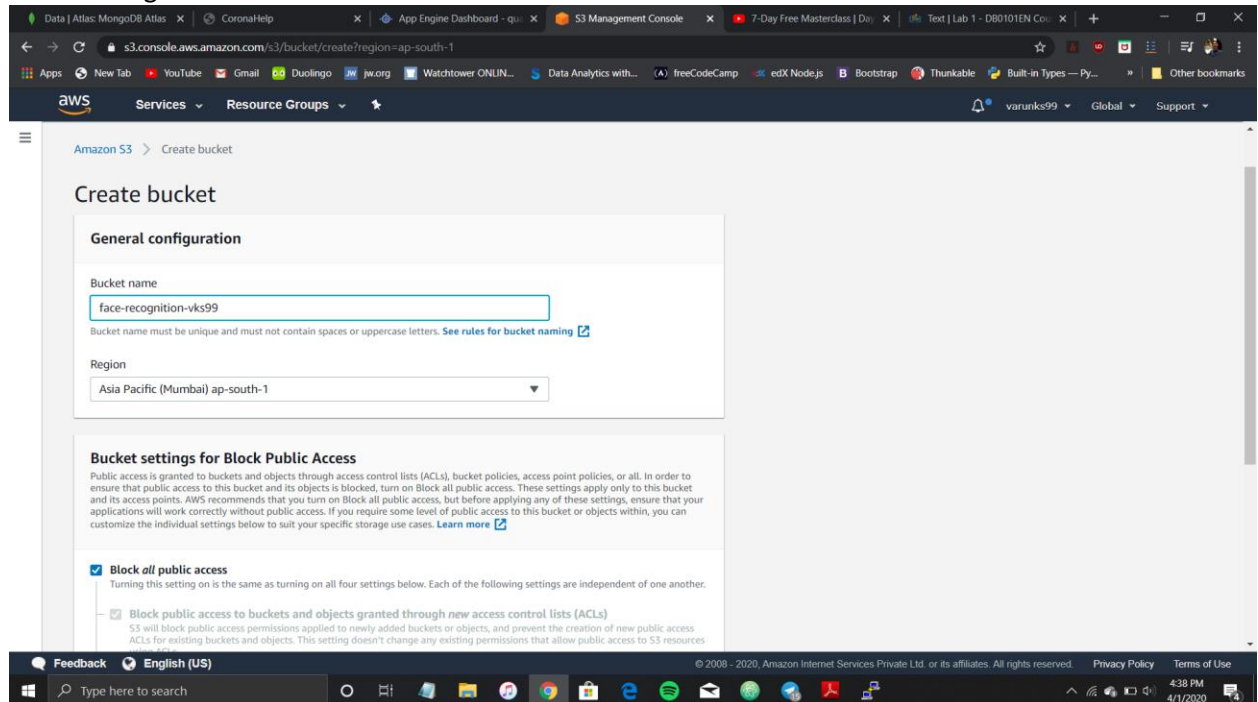 Data | Atlas: MongoDB Atlas
CoronaHelp
App Engine Dashboard - qu
S3 Management Console
7-Day Free Masterclass | Day
Text | Lab 1 - DB0101EN Cou
s3.console.aws.amazon.com/s3/bucket/create?region=ap-south-1
Apps New Tab YouTube Gmail Duolingo jw.org Watchtower ONLIN... Data Analytics with... freeCodeCamp edX Node.js Bootstrap Thunkable Built-in Types — Py... » Other bookmarks
aws Services Resource Groups varunks99 Global Support
Amazon S3 > Create bucket
Create bucket
General configuration
Bucket name
face-recognition-vks99
Bucket name must be unique and must not contain spaces or uppercase letters. See rules for bucket naming
Region
Asia Pacific (Mumbai) ap-south-1
Bucket settings for Block Public Access
Public access is granted to buckets and objects through access control lists (ACLs), bucket policies, access point policies, or all. In order to
ensure that public access to this bucket and its objects is blocked, turn on Block all public access. These settings apply only to this bucket
and its access points. AWS recommends that you turn on Block all public access, but before applying any of these settings, ensure that your
applications will work correctly without public access. If you require some level of public access to this bucket or objects within, you can
customize the individual settings below to suit your specific storage use cases. Learn more
Block all public access
Turning this setting on is the same as turning on all four settings below. Each of the following settings are independent of one another.
Block public access to buckets and objects granted through new access control lists (ACLs)
S3 will block public access permissions applied to newly added buckets or objects, and prevent the creation of new public access
ACLs for existing buckets and objects. This setting doesn't change any existing permissions that allow public access to S3 resources
Feedback English (US) © 2008 - 2020, Amazon Internet Services Private Ltd. or its affiliates. All rights reserved. Privacy Policy Terms of Use
Type here to search
4:38 PM
4/1/2020